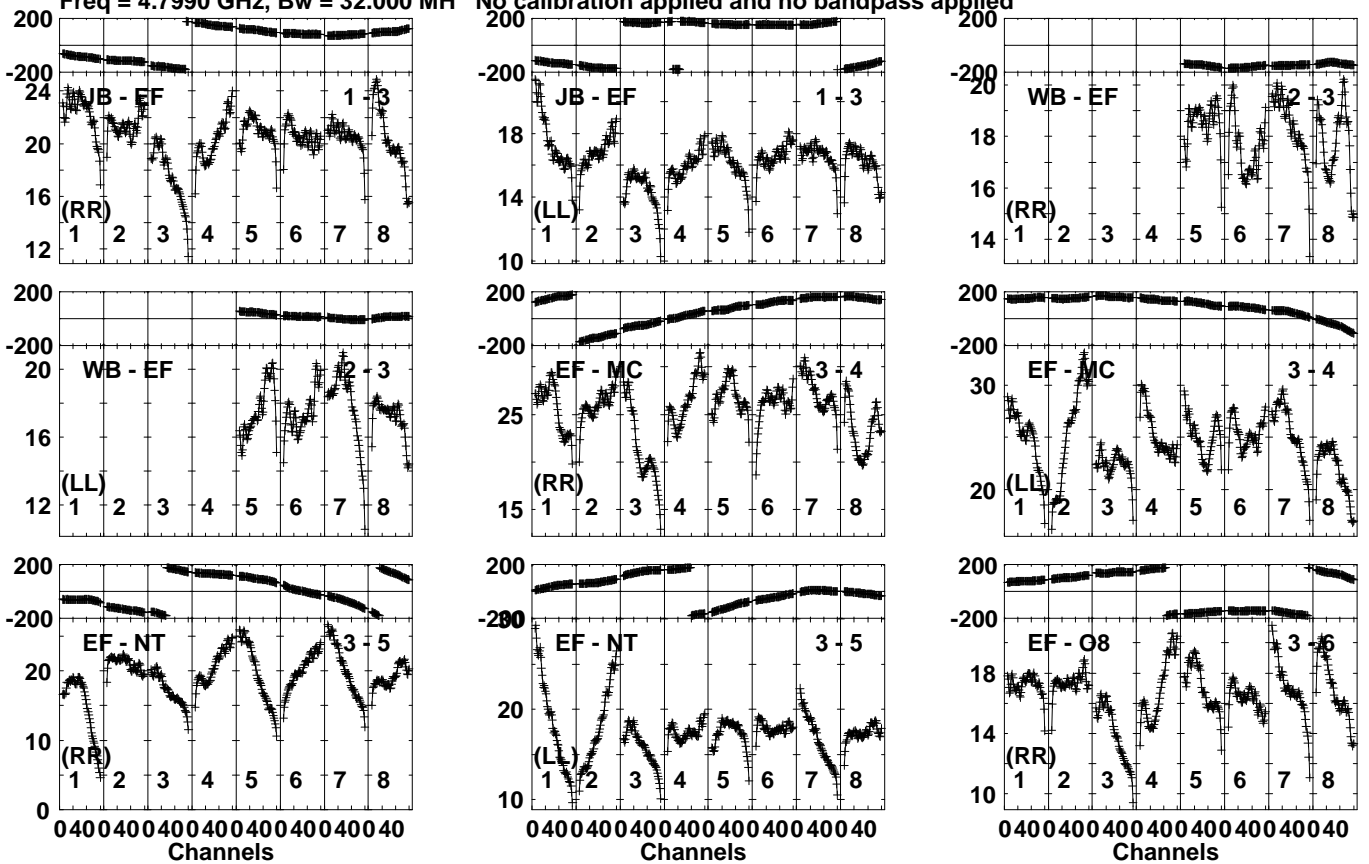 Freq = 4.7990 GHz, Bw = 32.000 MH No calibration applied and no bandpass applied
200
-200
JB - EF 1 - 3
24
20
16
12
(RR)
1 2 3 4 5 6 7 8
200
-200
JB - EF 1 - 3
18
14
10
(LL)
1 2 3 4 5 6 7 8
200
-200
WB - EF 2 - 3
20
18
16
14
(RR)
1 2 3 4 5 6 7 8
200
-200
WB - EF 2 - 3
20
16
12
(LL)
1 2 3 4 5 6 7 8
200
-200
EF - MC 3 - 4
25
15
(RR)
1 2 3 4 5 6 7 8
200
-200
EF - MC 3 - 4
30
20
(LL)
1 2 3 4 5 6 7 8
200
-200
EF - NT 3 - 5
20
10
0
(RR)
1 2 3 4 5 6 7 8
0 40 0 40 0 40 0 40 0 40 0 40 0 40 0 40
Channels
200
-200
30
EF - NT 3 - 5
20
10
(LL)
1 2 3 4 5 6 7 8
0 40 0 40 0 40 0 40 0 40 0 40 0 40 0 40
Channels
200
-200
EF - O8 3 - 6
18
14
10
(RR)
1 2 3 4 5 6 7 8
0 40 0 40 0 40 0 40 0 40 0 40 0 40 0 40
Channels